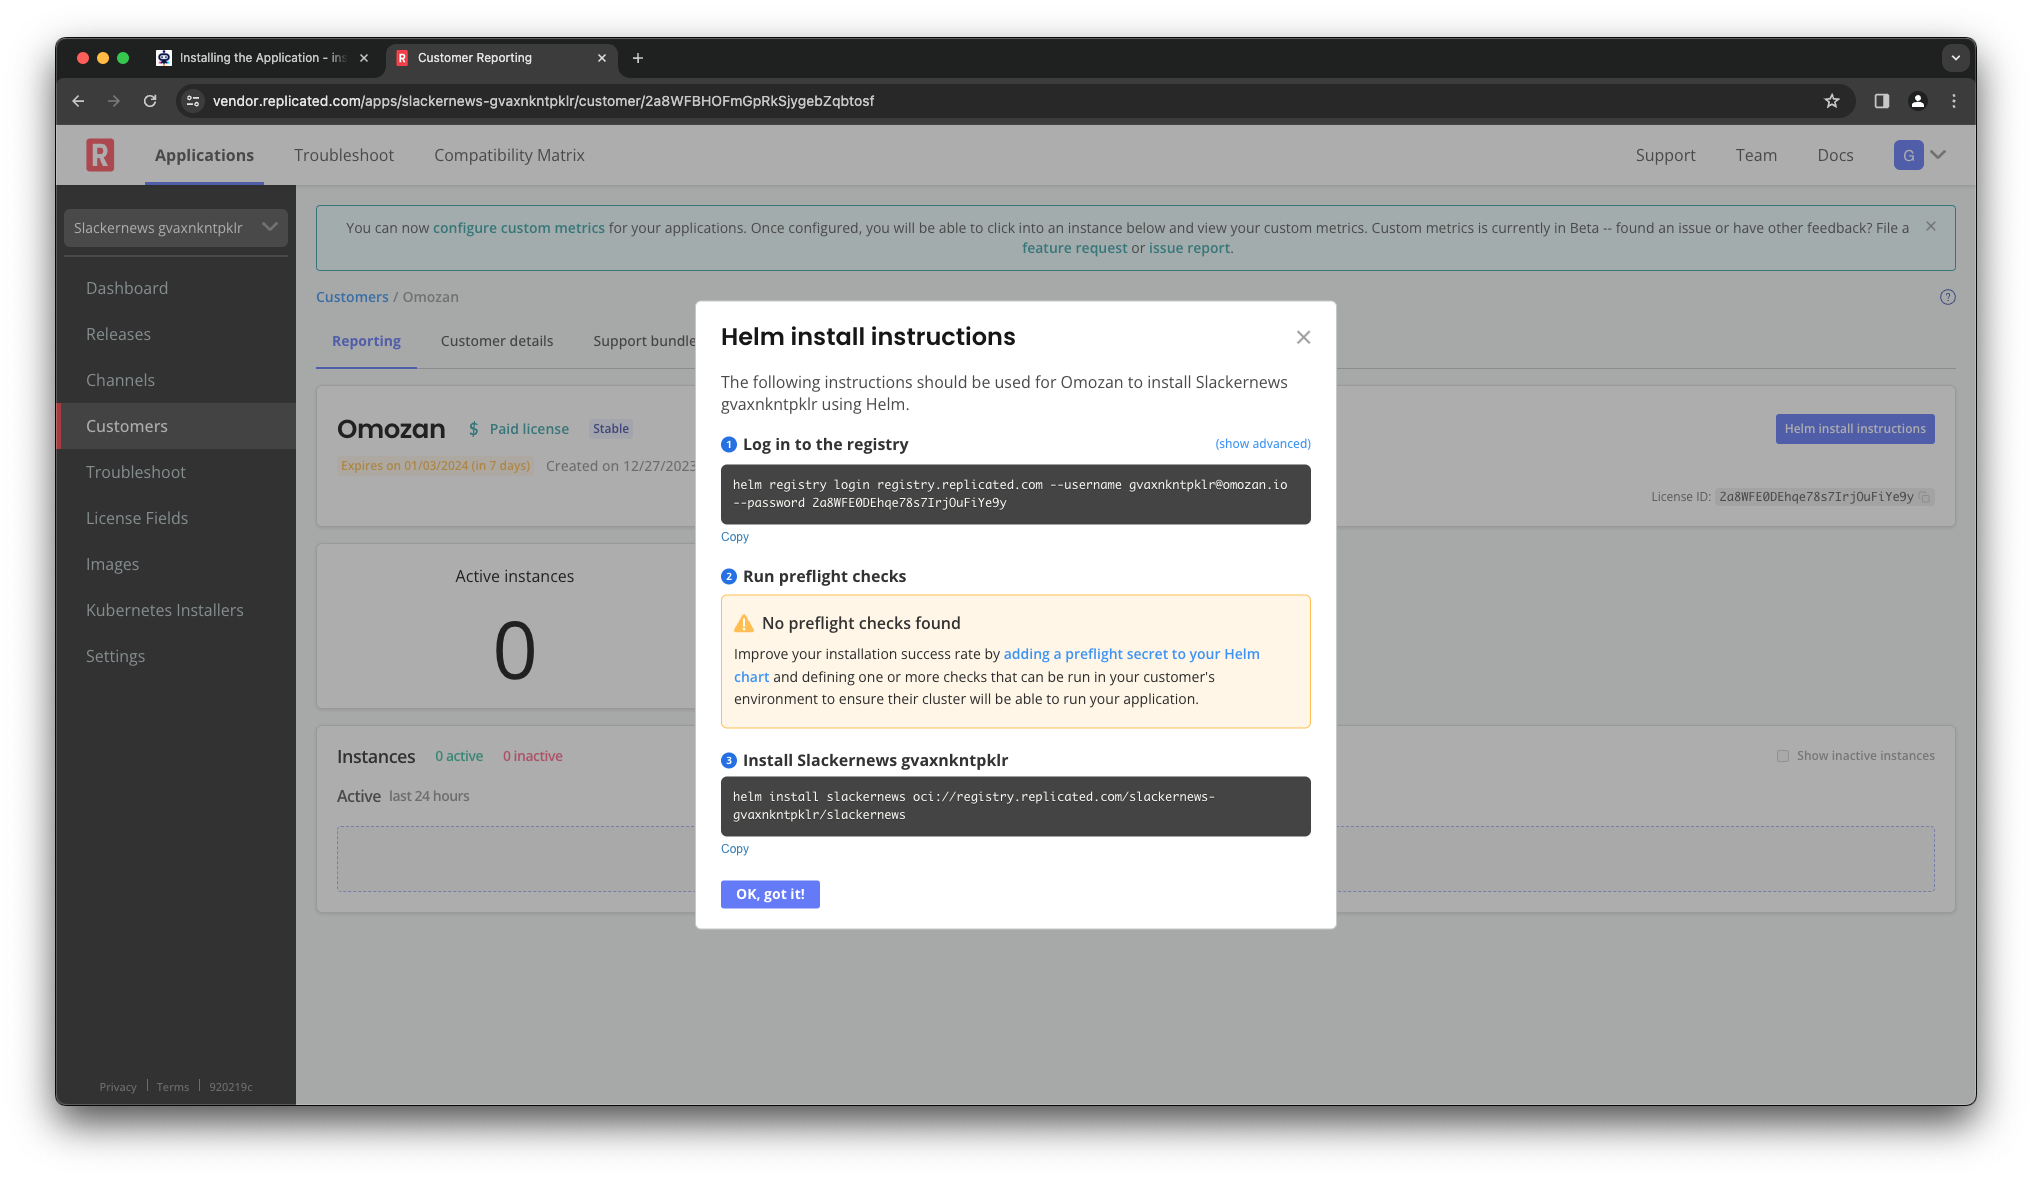 Installing the Application - ins
Customer Reporting
vendor.replicated.com/apps/slackernews-gvaxnkntpklr/customer/2a8WFBHOFmGpRkSjygebZqbtosf
R
Applications
Troubleshoot
Compatibility Matrix
Support
Team
Docs
G
Slackernews gvaxnkntpklr
Dashboard
Releases
Channels
Customers
Troubleshoot
License Fields
Images
Kubernetes Installers
Settings
Privacy | Terms | 920219c
You can now configure custom metrics for your applications. Once configured, you will be able to click into an instance below and view your custom metrics. Custom metrics is currently in Beta -- found an issue or have other feedback? File a
feature request or issue report.
Customers / Omozan
Reporting
Customer details
Support bundle
Omozan
$ Paid license
Stable
Expires on 01/03/2024 (in 7 days)
Created on 12/27/2023
Helm install instructions
License ID: 2a8WFE0DEhqe78s7IrjOuFiYe9y
Active instances
0
Instances
0 active
0 inactive
Show inactive instances
Active last 24 hours
Helm install instructions
The following instructions should be used for Omozan to install Slackernews
gvaxnkntpklr using Helm.
1 Log in to the registry
(show advanced)
helm registry login registry.replicated.com --username gvaxnkntpklr@omozan.io
--password 2a8WFE0DEhqe78s7IrjOuFiYe9y
Copy
2 Run preflight checks
No preflight checks found
Improve your installation success rate by adding a preflight secret to your Helm
chart and defining one or more checks that can be run in your customer's
environment to ensure their cluster will be able to run your application.
3 Install Slackernews gvaxnkntpklr
helm install slackernews oci://registry.replicated.com/slackernews-
gvaxnkntpklr/slackernews
Copy
OK, got it!